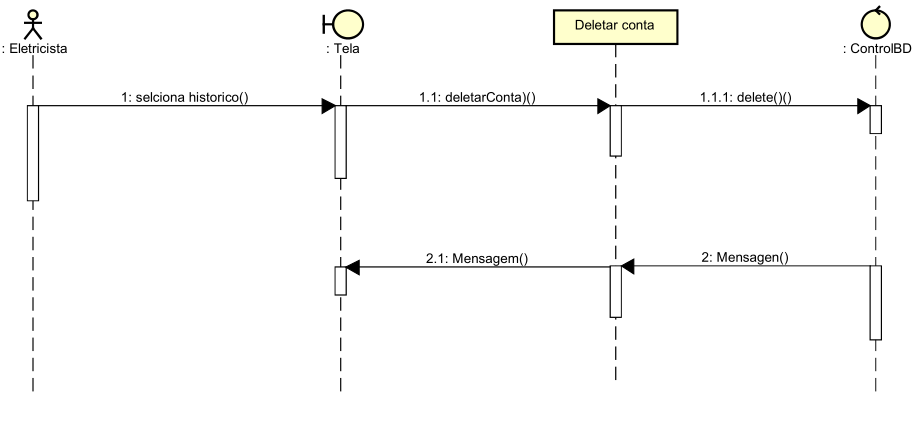 Deletar conta
: Eletricista
: Tela
: ControlBD
1: selciona historico()
1.1: deletarConta)()
1.1.1: delete()()
2.1: Mensagem()
2: Mensagen()